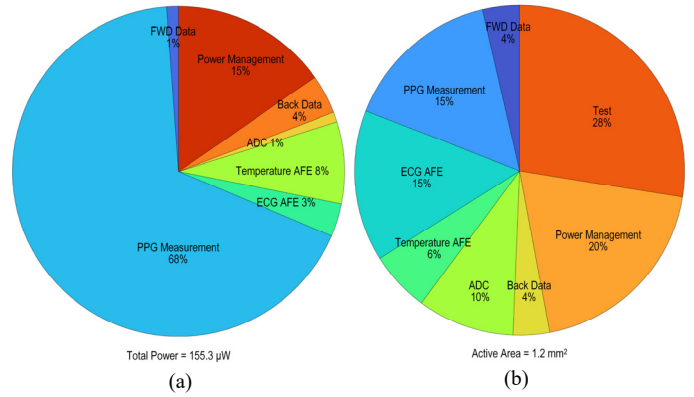 FWD Data
1%
Power Management
15%
Back Data
4%
ADC 1%
Temperature AFE 8%
ECG AFE 3%
PPG Measurement
68%
Total Power = 155.3 µW
(a)
FWD Data
4%
Test
28%
PPG Measurement
15%
ECG AFE
15%
Power Management
20%
Temperature AFE
6%
ADC
10%
Back Data
4%
Active Area = 1.2 mm²
(b)